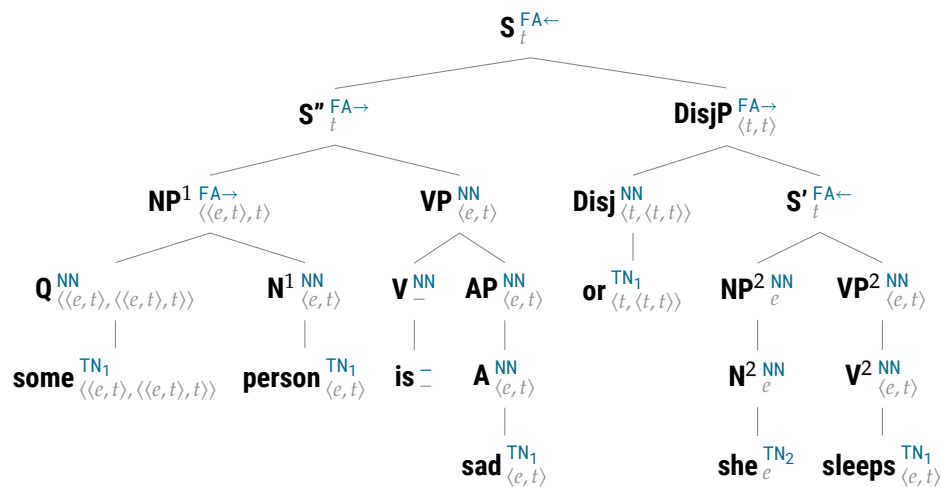 S FA← t
S” FA→ t DisjP FA→ ⟨t, t⟩
NP¹ FA→ ⟨⟨e, t⟩, t⟩ VP NN ⟨e, t⟩ Disj NN ⟨t, ⟨t, t⟩⟩ S’ FA← t
Q NN ⟨⟨e, t⟩, ⟨⟨e, t⟩, t⟩⟩ N¹ NN ⟨e, t⟩ V NN – AP NN ⟨e, t⟩ or TN₁ ⟨t, ⟨t, t⟩⟩ NP² NN e VP² NN ⟨e, t⟩
some TN₁ ⟨⟨e, t⟩, ⟨⟨e, t⟩, t⟩⟩ person TN₁ ⟨e, t⟩ is – – A NN ⟨e, t⟩ N² NN e V² NN ⟨e, t⟩
sad TN₁ ⟨e, t⟩ she TN₂ e sleeps TN₁ ⟨e, t⟩